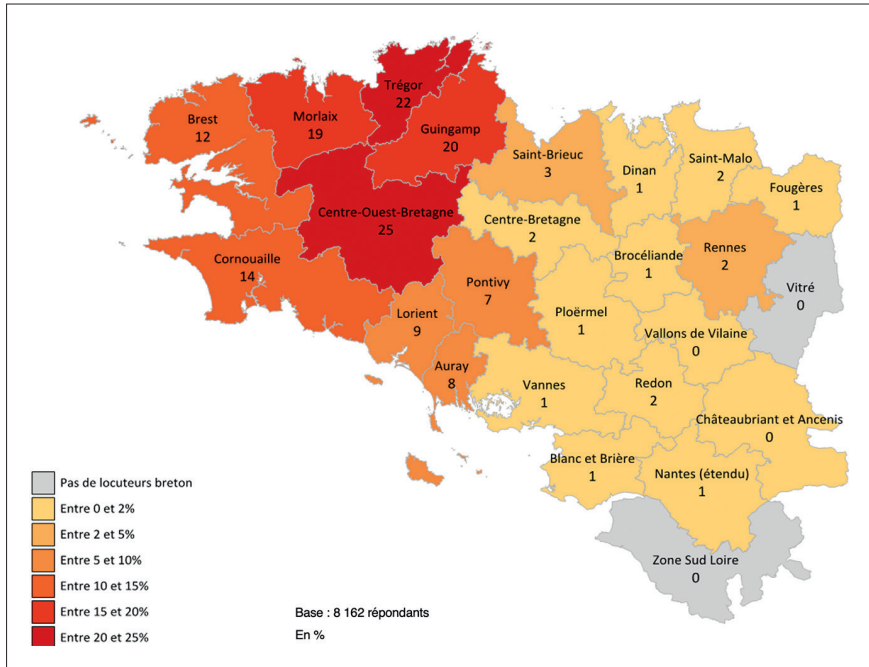 Trégor
22
Brest
12
Morlaix
19
Guingamp
20
Saint-Brieuc
3
Dinan
1
Saint-Malo
2
Fougères
1
Centre-Ouest-Bretagne
25
Centre-Bretagne
2
Brocéliande
1
Rennes
2
Vitré
0
Cornouaille
14
Pontivy
7
Lorient
9
Ploërmel
1
Vallons de Vilaine
0
Auray
8
Vannes
1
Redon
2
Châteaubriant et Ancenis
0
Blanc et Brière
1
Nantes (étendu)
1
Zone Sud Loire
0
Pas de locuteurs breton
Entre 0 et 2%
Entre 2 et 5%
Entre 5 et 10%
Entre 10 et 15%
Entre 15 et 20%
Entre 20 et 25%
Base : 8 162 répondants
En %